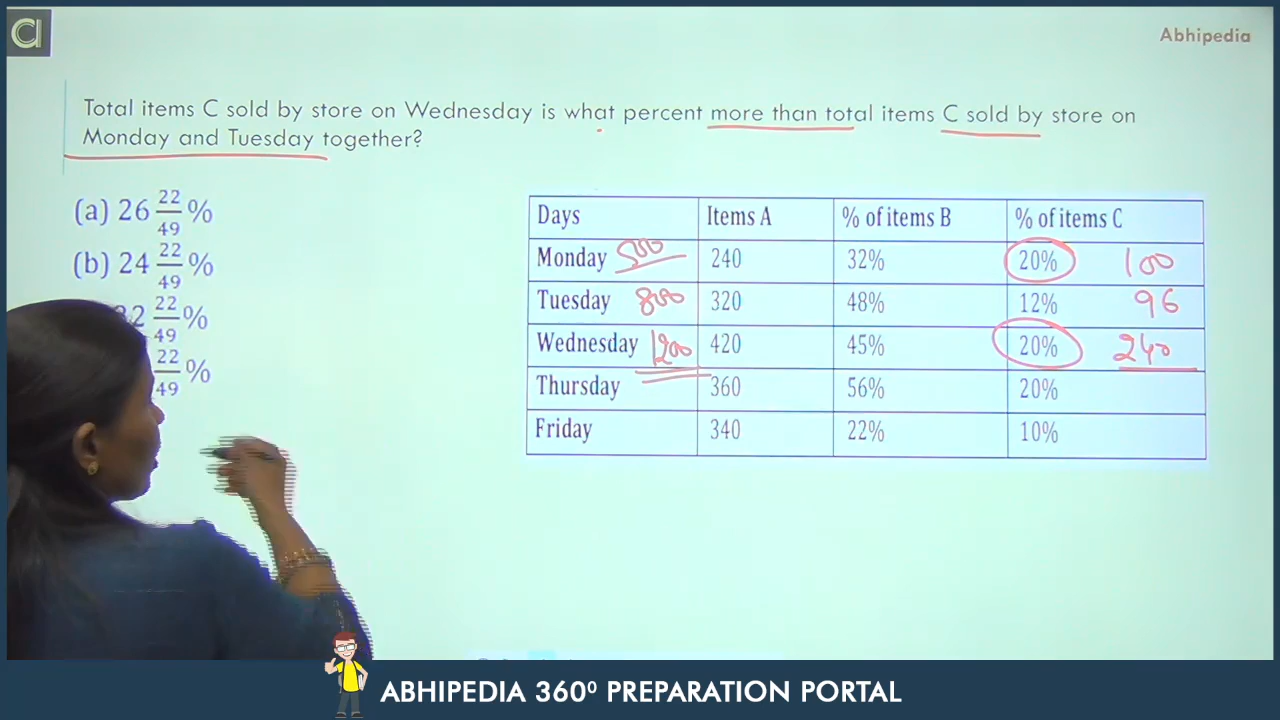 Abhipedia
Total items C sold by store on Wednesday is what percent more than total items C sold by store on
Monday and Tuesday together?
(a) 26 22/49 %
(b) 24 22/49 %
2 22/49 %
22/49 %
Days Items A % of items B % of items C
Monday 500 240 32% 20% 100
Tuesday 800 320 48% 12% 96
Wednesday 1200 420 45% 20% 240
Thursday 360 56% 20%
Friday 340 22% 10%
ABHIPEDIA 360⁰ PREPARATION PORTAL